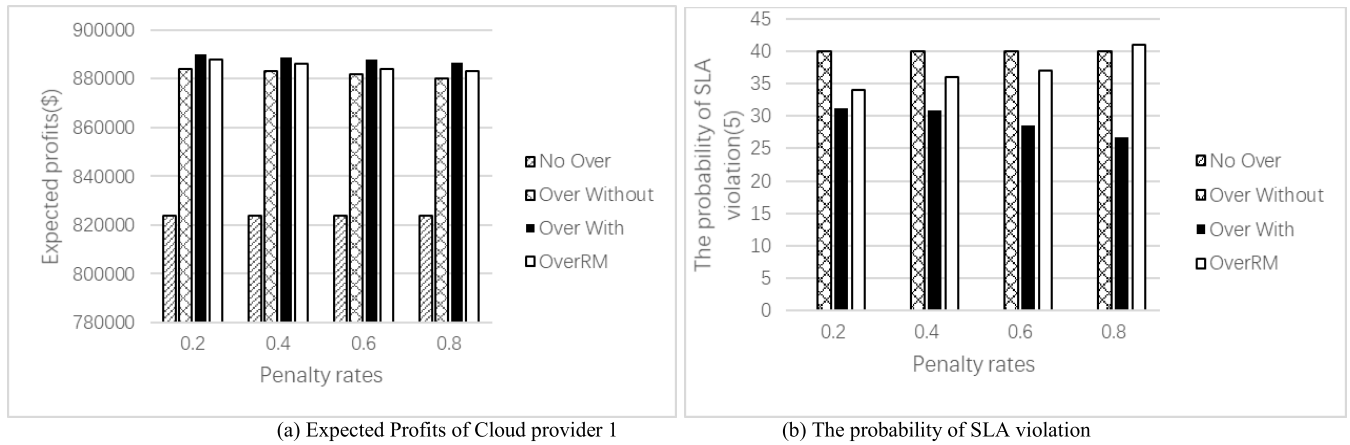 900000
880000
860000
840000
820000
800000
780000
Expected profits($)
0.2 0.4 0.6 0.8
Penalty rates
No Over
Over Without
Over With
OverRM
45
40
35
30
25
20
15
10
5
0
The probability of SLA
violation(5)
0.2 0.4 0.6 0.8
Penalty rates
No Over
Over Without
Over With
OverRM
(a) Expected Profits of Cloud provider 1
(b) The probability of SLA violation